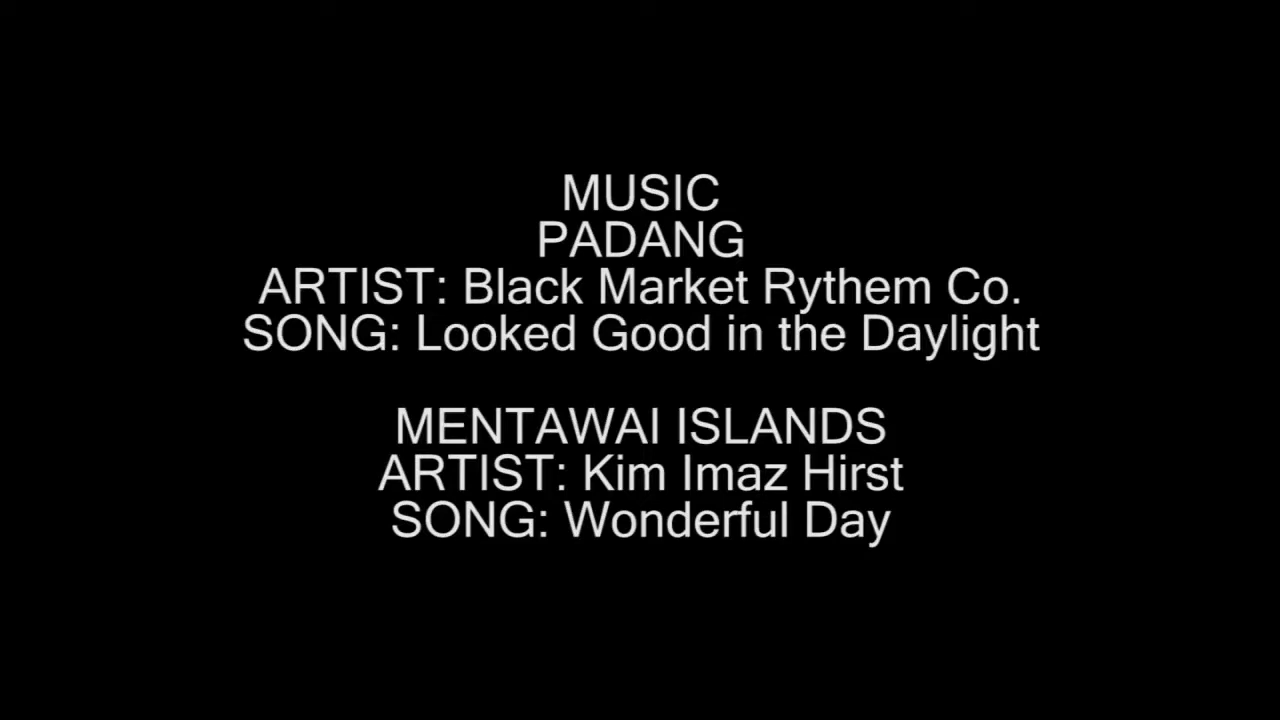 MUSIC
PADANG
ARTIST: Black Market Rythem Co.
SONG: Looked Good in the Daylight
MENTAWAI ISLANDS
ARTIST: Kim Imaz Hirst
SONG: Wonderful Day